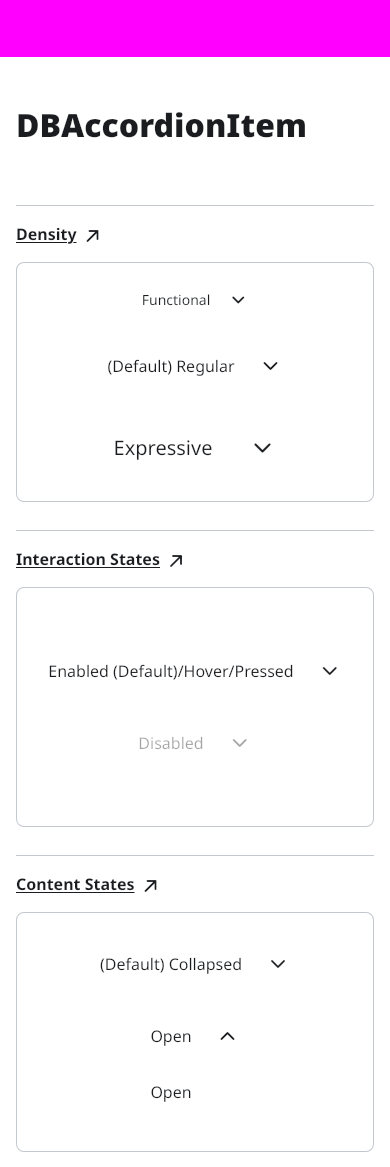 DBAccordionItem
Density
Functional
(Default) Regular
Expressive
Interaction States
Enabled (Default)/Hover/Pressed
Disabled
Content States
(Default) Collapsed
Open
Open